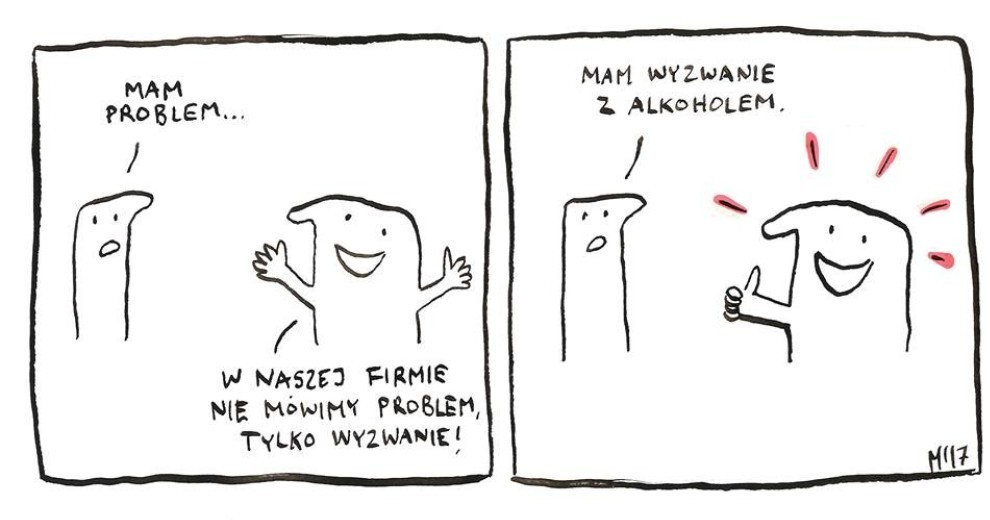 MAM
PROBLEM...
W NASZEJ FIRMIE
NIE MÓWIMY PROBLEM,
TYLKO WYZWANIE!
MAM WYZWANIE
Z ALKOHOLEM.
M'17